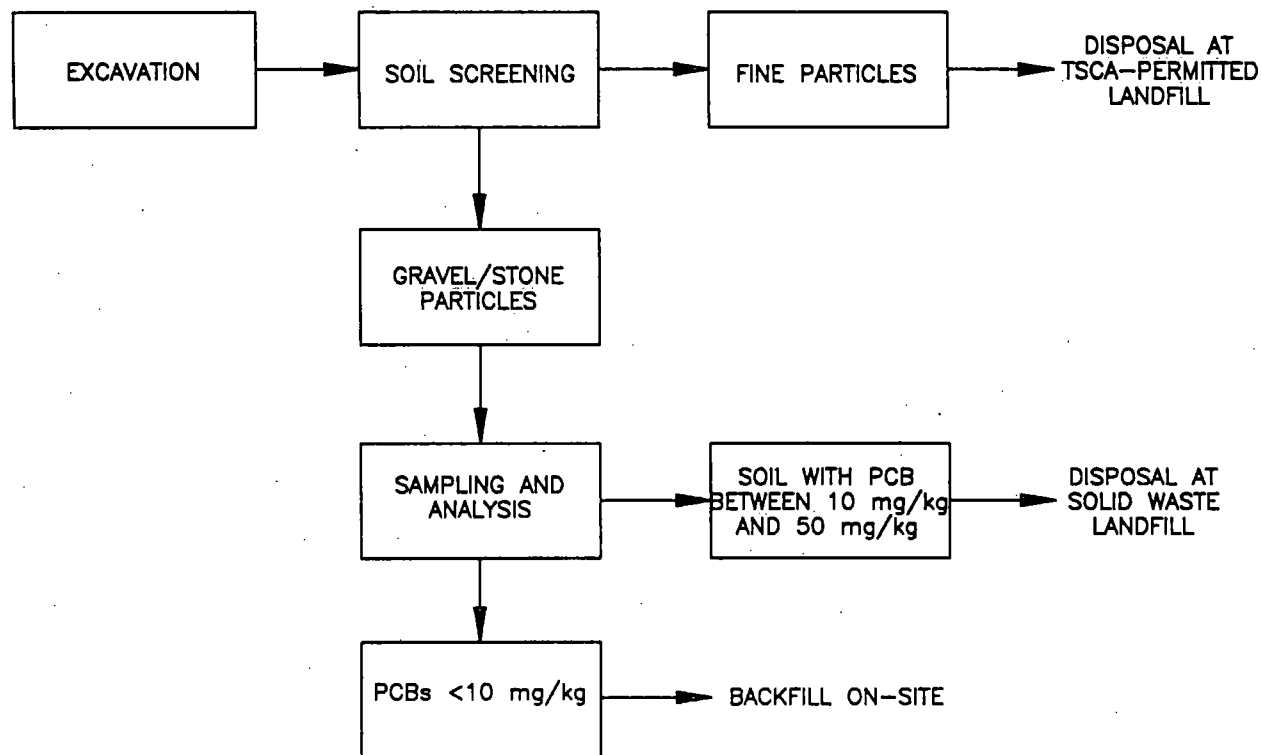 EXCAVATION
SOIL SCREENING
FINE PARTICLES
DISPOSAL AT
TSCA-PERMITTED
LANDFILL
GRAVEL/STONE
PARTICLES
SAMPLING AND
ANALYSIS
SOIL WITH PCB
BETWEEN 10 mg/kg
AND 50 mg/kg
DISPOSAL AT
SOLID WASTE
LANDFILL
PCBs <10 mg/kg
BACKFILL ON-SITE